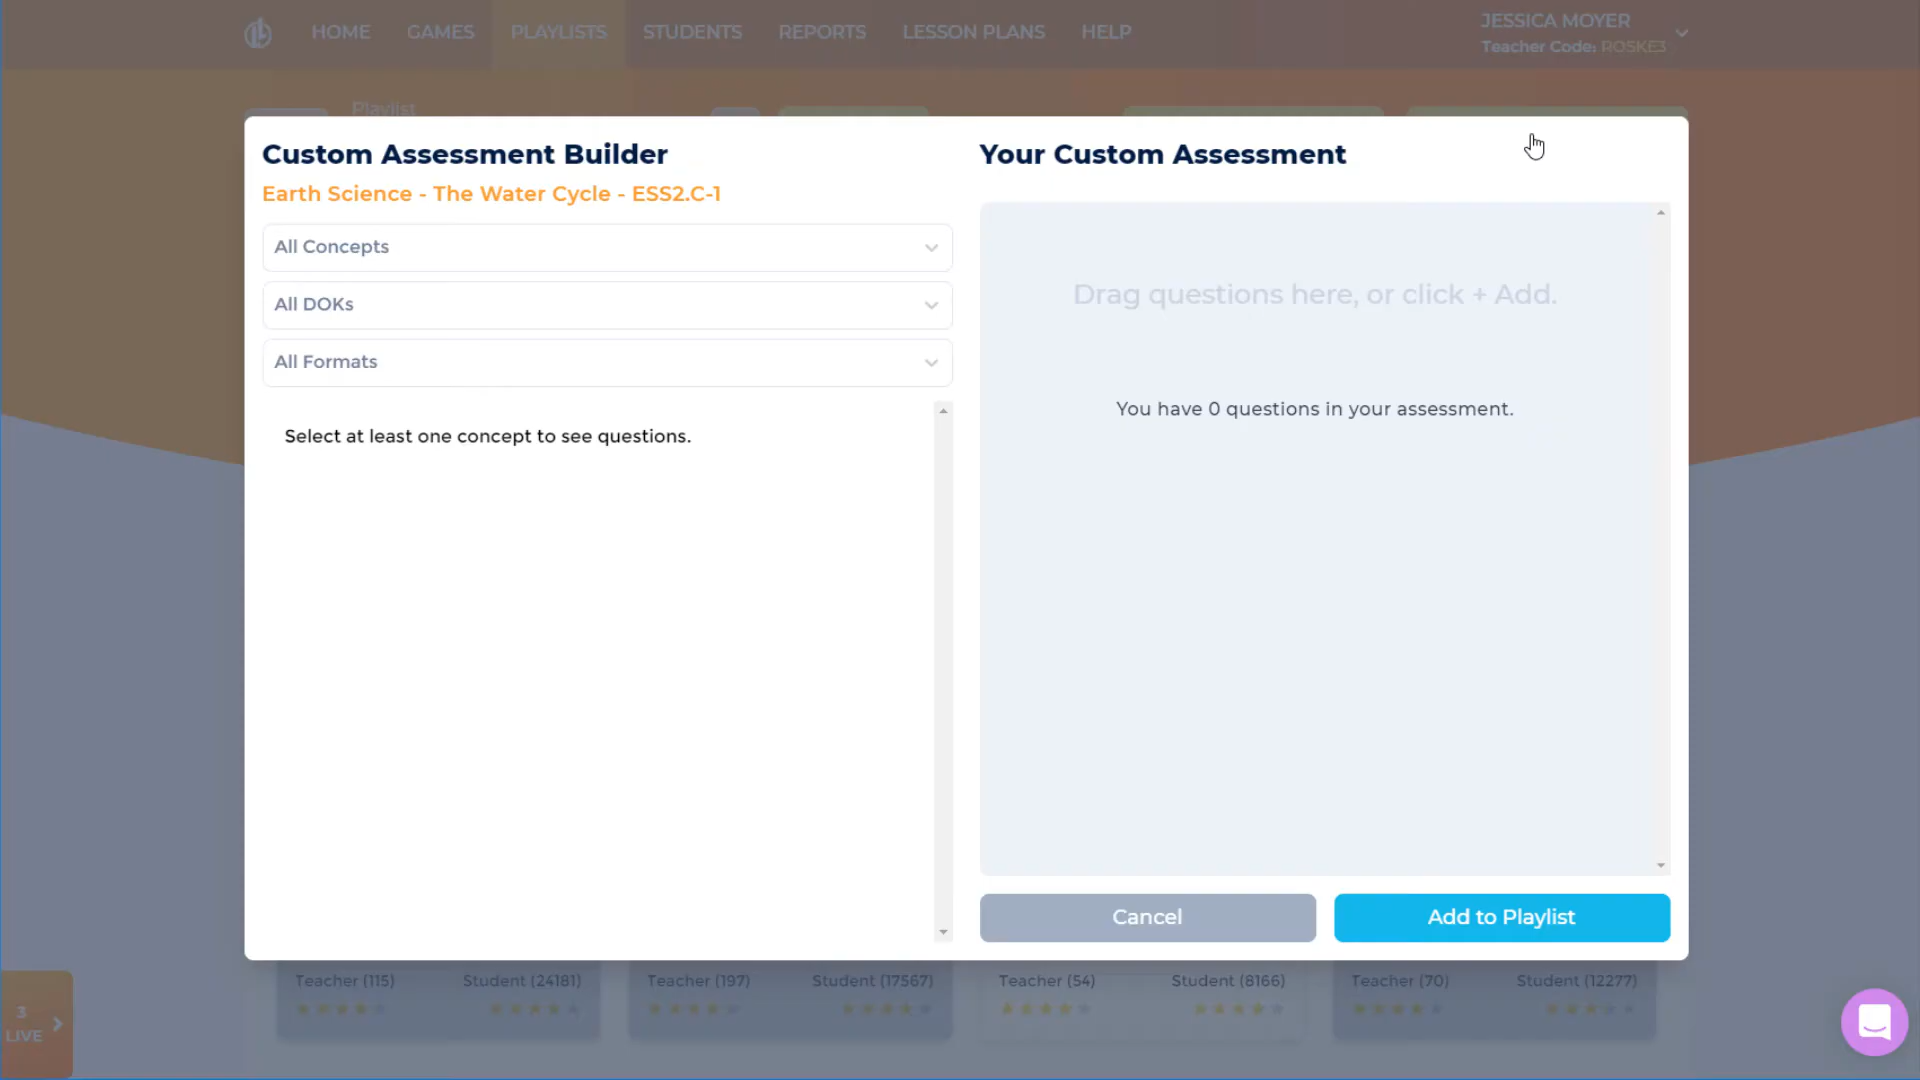 HOME GAMES PLAYLISTS STUDENTS REPORTS LESSON PLANS HELP
JESSICA MOYER
Teacher Code: ROSKE3
Playlist
Custom Assessment Builder
Earth Science - The Water Cycle - ESS2.C-1
All Concepts
All DOKs
All Formats
Select at least one concept to see questions.
Your Custom Assessment
Drag questions here, or click + Add.
You have 0 questions in your assessment.
Cancel
Add to Playlist
Teacher (115) Student (24181)
Teacher (197) Student (17567)
Teacher (54) Student (8166)
Teacher (70) Student (12277)
3
LIVE